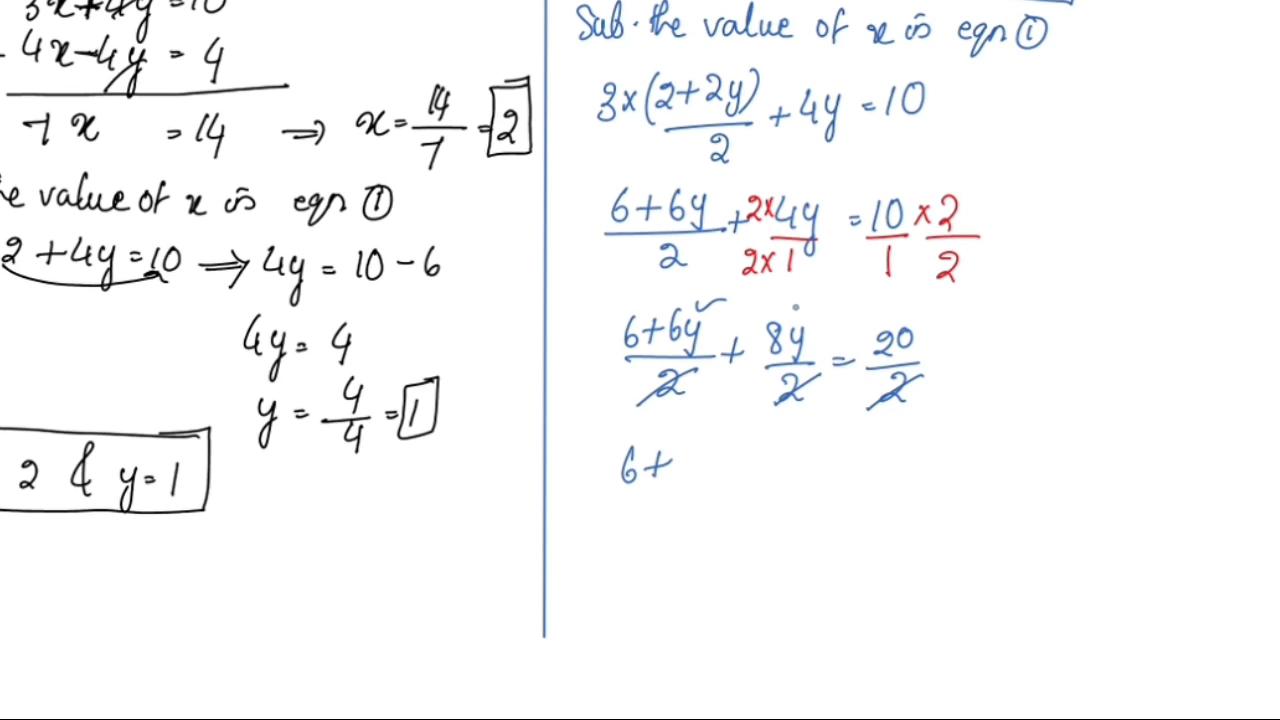 3x+4y=10
4x-4y = 4
7x = 14 ⇒ x = 14/7 = 2
value of x in eqn ①
2 + 4y = 10 ⇒ 4y = 10 - 6
4y = 4
y = 4/4 = 1
2 & y = 1
Sub. the value of x in eqn ①
3×(2+2y)/2 + 4y = 10
6+6y/2 + 2×4y/2×1 = 10/1 × 2/2
6+6y/2 + 8y/2 = 20/2
6+